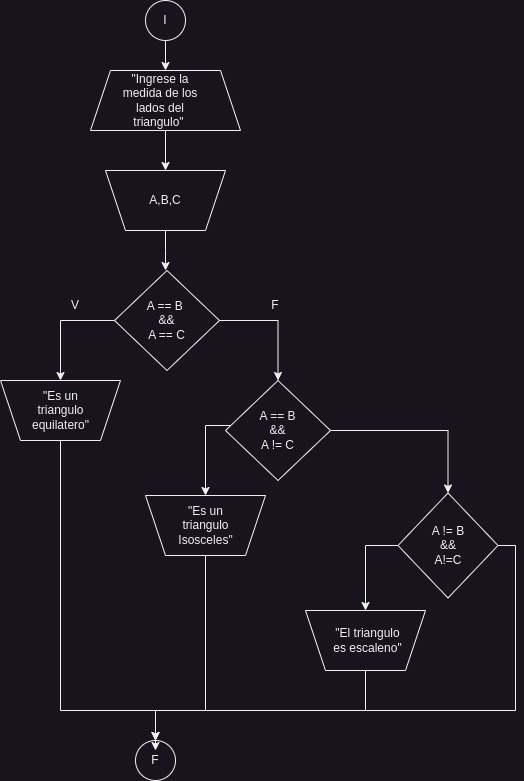 I
"Ingrese la
medida de los
lados del
triangulo"
A,B,C
V
F
A == B
&&
A == C
"Es un
triangulo
equilatero"
A == B
&&
A != C
"Es un
triangulo
Isosceles"
A != B
&&
A!=C
"El triangulo
es escaleno"
F